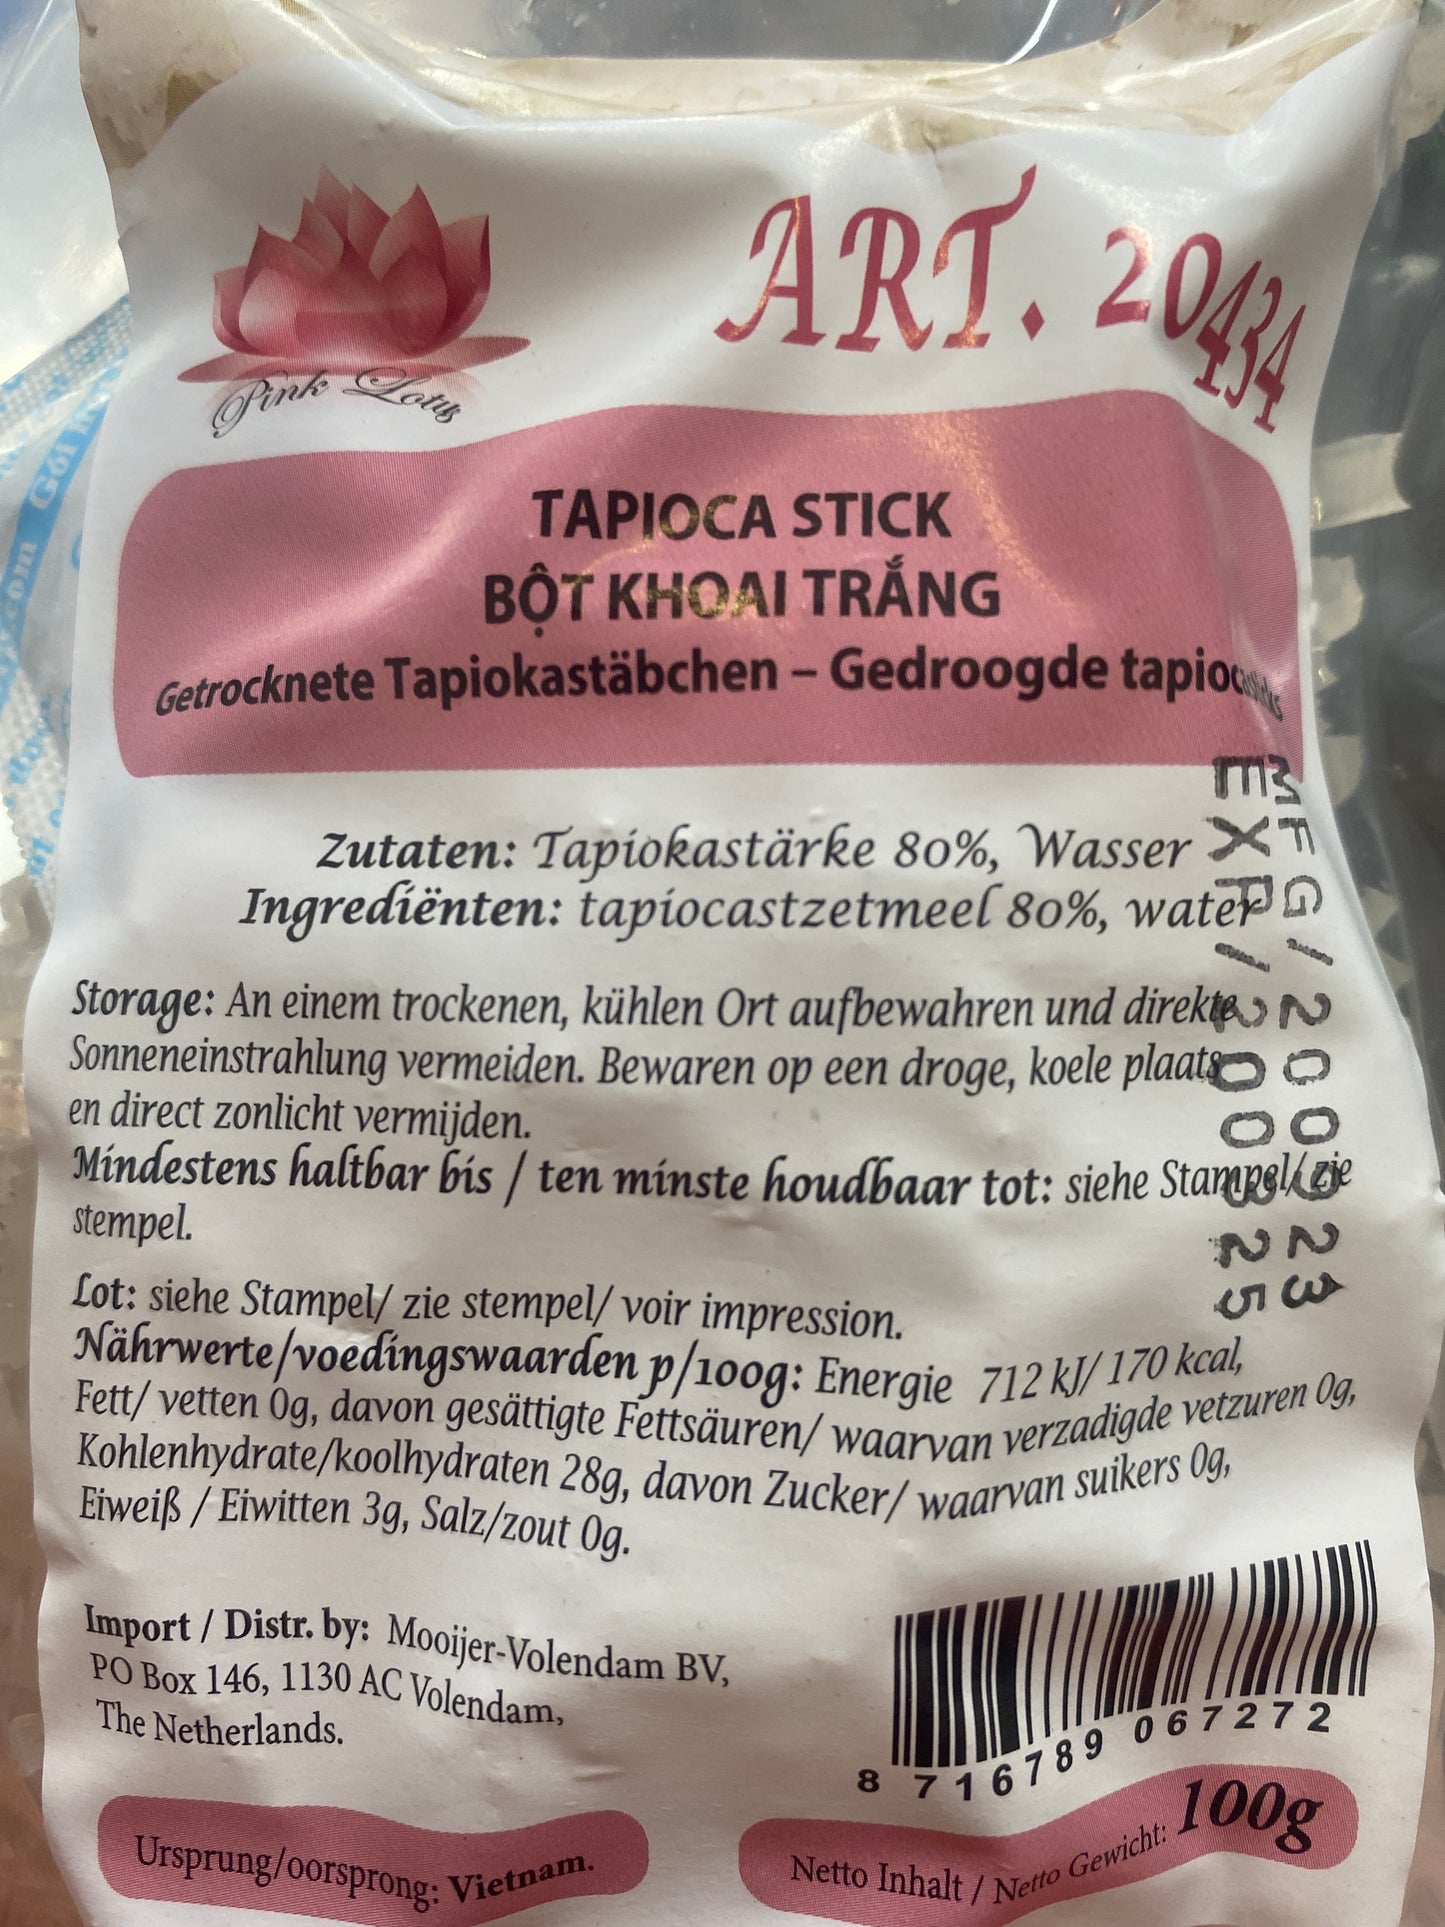 Pink Lotus
ART. 20434
TAPIOCA STICK
BỘT KHOAI TRẮNG
Getrocknete Tapiokastäbchen – Gedroogde tapiocasticks
Zutaten: Tapiokastärke 80%, Wasser
Ingrediënten: tapiocastzetmeel 80%, water
Storage: An einem trockenen, kühlen Ort aufbewahren und direkte
Sonneneinstrahlung vermeiden. Bewaren op een droge, koele plaats
en direct zonlicht vermijden.
Mindestens haltbar bis / ten minste houdbaar tot: siehe Stampel/ zie
stempel.
Lot: siehe Stampel/ zie stempel/ voir impression.
Nährwerte/voedingswaarden p/100g: Energie 712 kJ/ 170 kcal,
Fett/ vetten 0g, davon gesättigte Fettsäuren/ waarvan verzadigde vetzuren 0g,
Kohlenhydrate/koolhydraten 28g, davon Zucker/ waarvan suikers 0g,
Eiweiß / Eiwitten 3g, Salz/zout 0g.
Import / Distr. by: Mooijer-Volendam BV,
PO Box 146, 1130 AC Volendam,
The Netherlands.
8 716789 067272
Ursprung/oorsprong: Vietnam.
Netto Inhalt / Netto Gewicht: 100g
MFG/
EXP/
.com